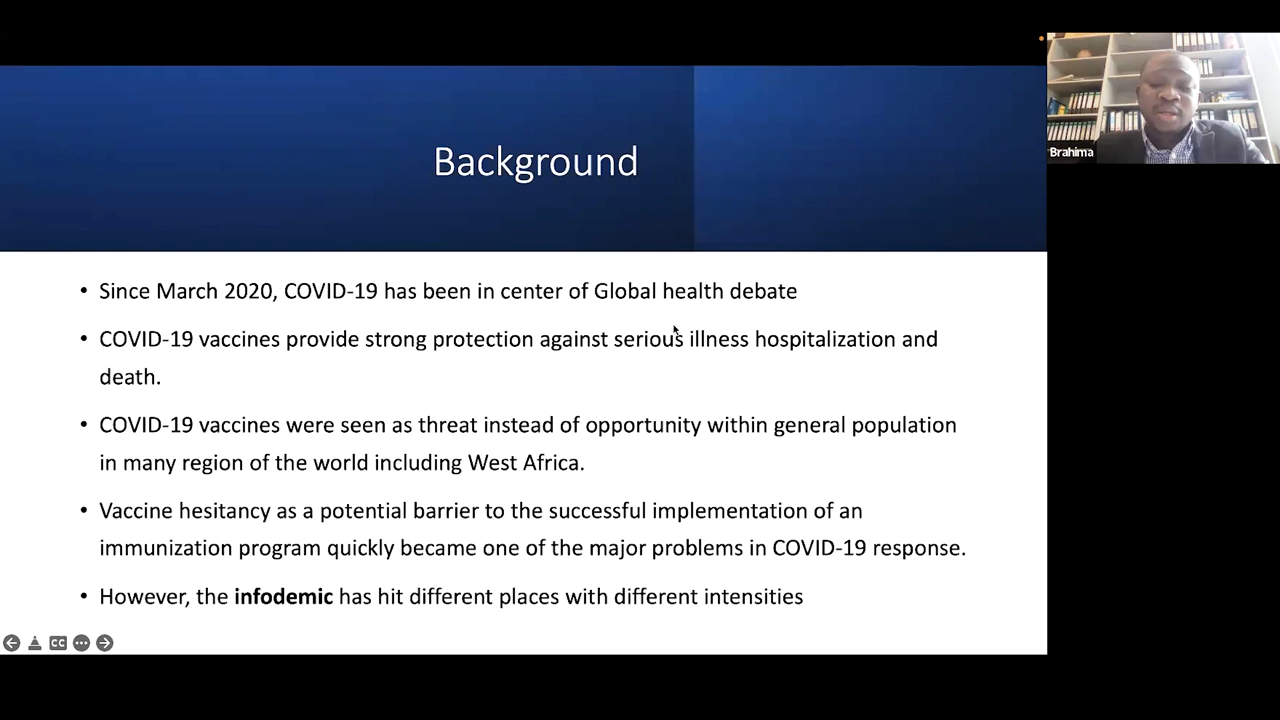 Background
• Since March 2020, COVID-19 has been in center of Global health debate
• COVID-19 vaccines provide strong protection against serious illness hospitalization and
death.
• COVID-19 vaccines were seen as threat instead of opportunity within general population
in many region of the world including West Africa.
• Vaccine hesitancy as a potential barrier to the successful implementation of an
immunization program quickly became one of the major problems in COVID-19 response.
• However, the infodemic has hit different places with different intensities
CC
Brahima